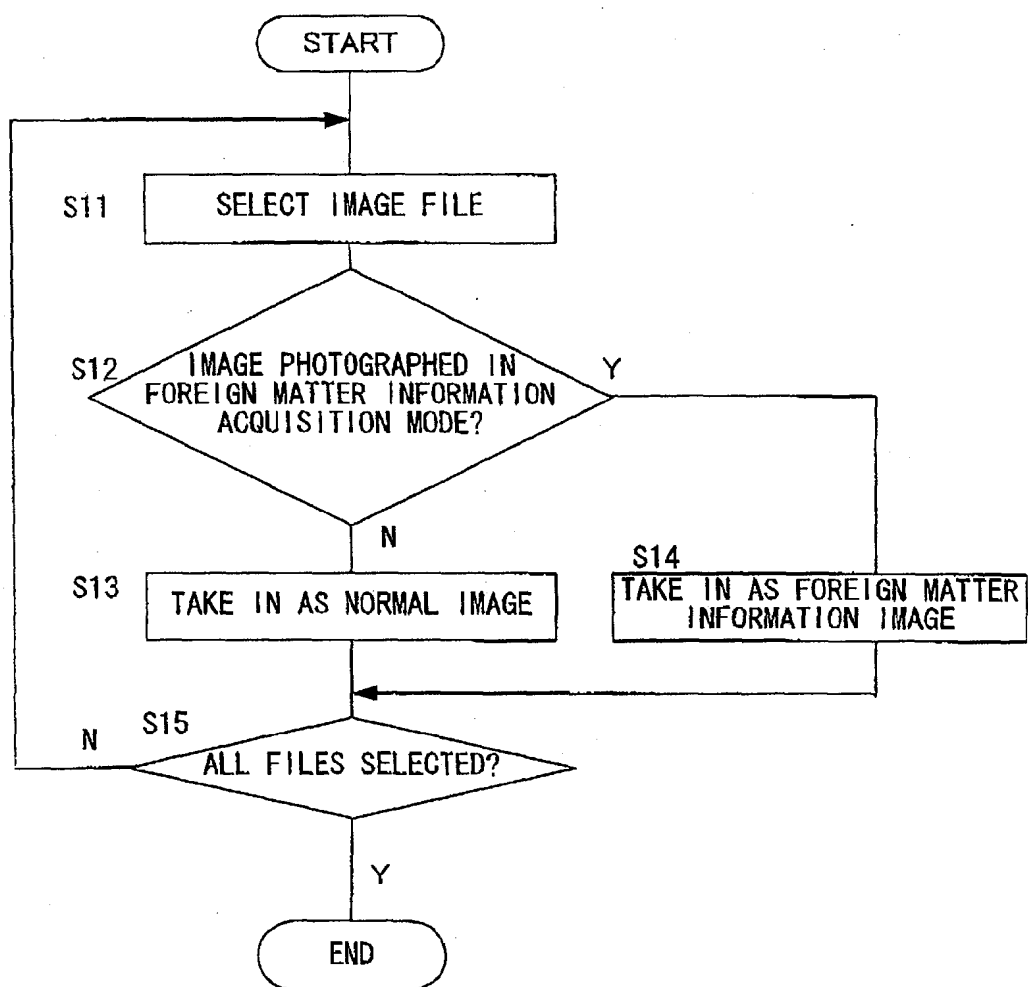 START
S11
SELECT IMAGE FILE
S12
IMAGE PHOTOGRAPHED IN
FOREIGN MATTER INFORMATION
ACQUISITION MODE?
Y
N
S13
TAKE IN AS NORMAL IMAGE
S14
TAKE IN AS FOREIGN MATTER
INFORMATION IMAGE
S15
N
ALL FILES SELECTED?
Y
END